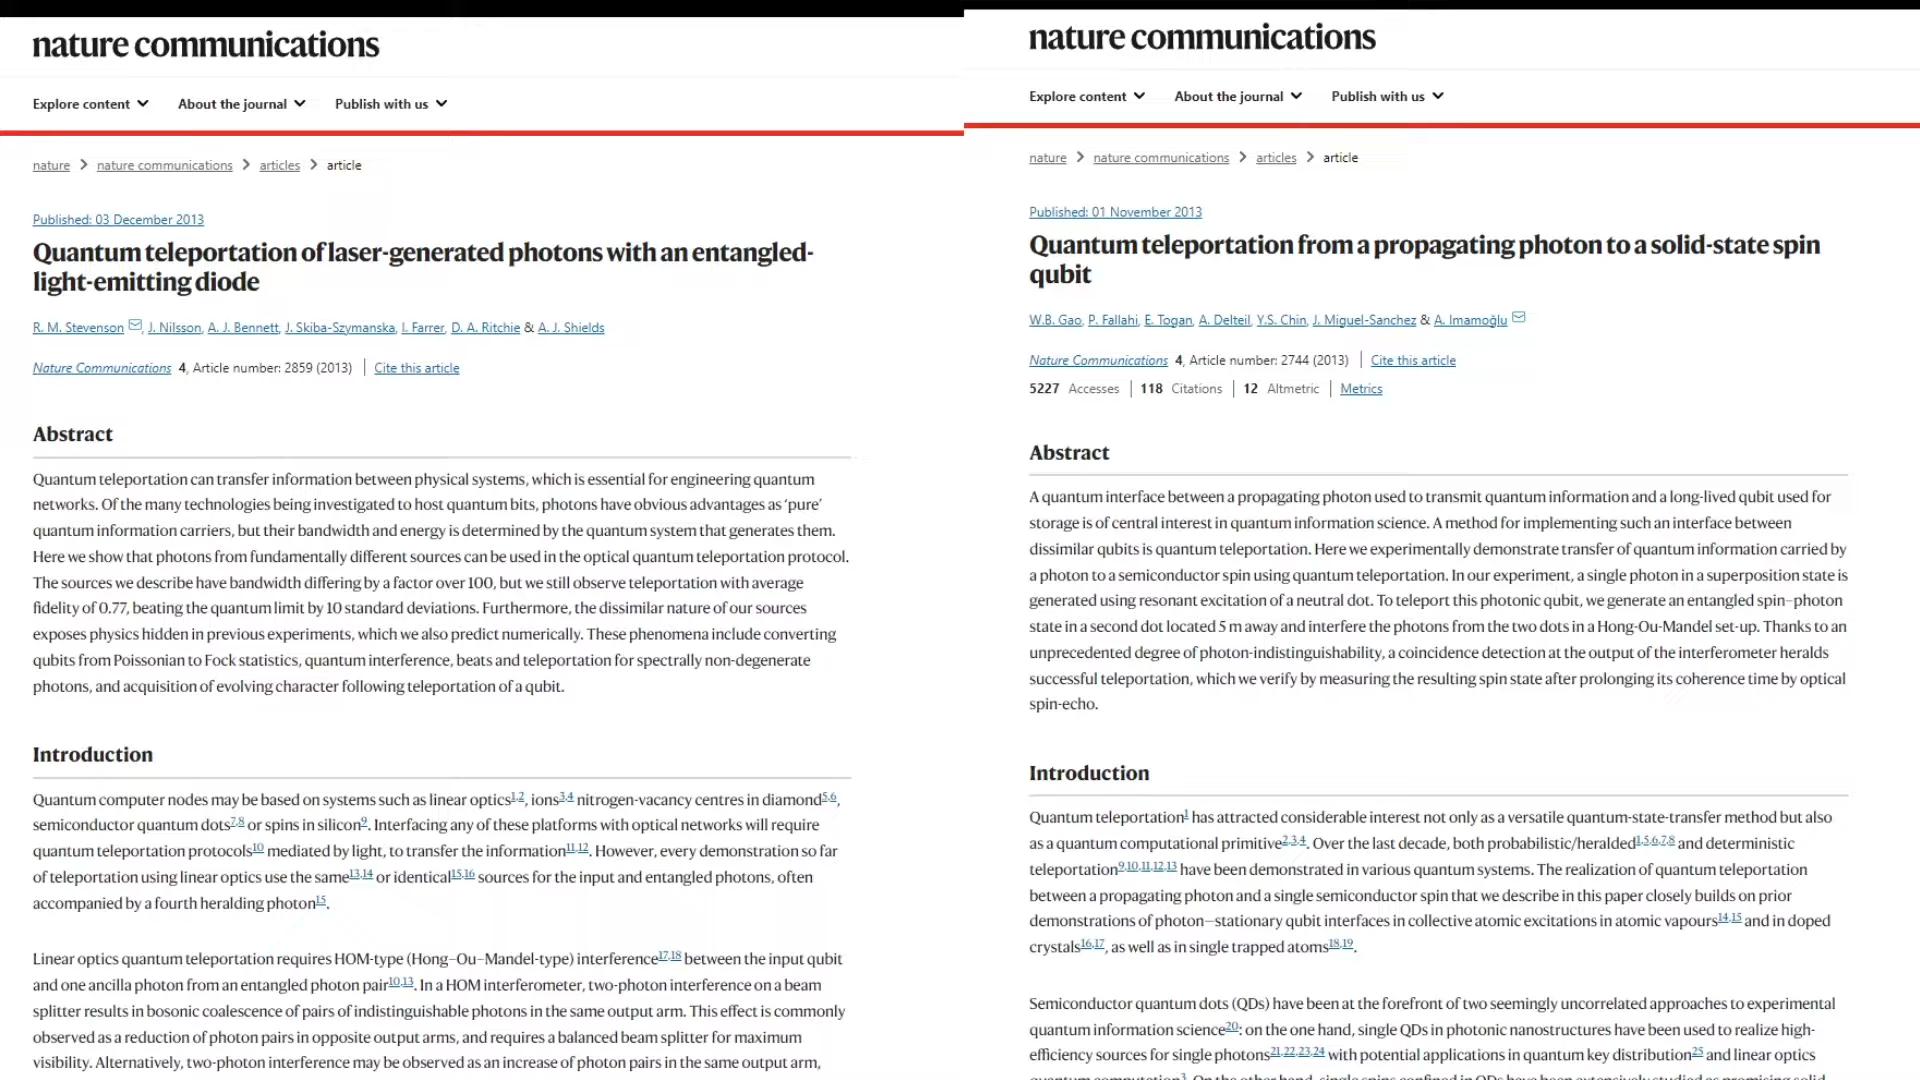 nature communications
Explore content
About the journal
Publish with us
nature > nature communications > articles > article
Published: 03 December 2013
Quantum teleportation of laser-generated photons with an entangled-
light-emitting diode
R. M. Stevenson, J. Nilsson, A. J. Bennett, J. Skiba-Szymanska, I. Farrer, D. A. Ritchie & A. J. Shields
Nature Communications 4, Article number: 2859 (2013) | Cite this article
Abstract
Quantum teleportation can transfer information between physical systems, which is essential for engineering quantum
networks. Of the many technologies being investigated to host quantum bits, photons have obvious advantages as ‘pure’
quantum information carriers, but their bandwidth and energy is determined by the quantum system that generates them.
Here we show that photons from fundamentally different sources can be used in the optical quantum teleportation protocol.
The sources we describe have bandwidth differing by a factor over 100, but we still observe teleportation with average
fidelity of 0.77, beating the quantum limit by 10 standard deviations. Furthermore, the dissimilar nature of our sources
exposes physics hidden in previous experiments, which we also predict numerically. These phenomena include converting
qubits from Poissonian to Fock statistics, quantum interference, beats and teleportation for spectrally non-degenerate
photons, and acquisition of evolving character following teleportation of a qubit.
Introduction
Quantum computer nodes may be based on systems such as linear optics1,2, ions3,4 nitrogen-vacancy centres in diamond5,6,
semiconductor quantum dots7,8 or spins in silicon9. Interfacing any of these platforms with optical networks will require
quantum teleportation protocols10 mediated by light, to transfer the information11,12. However, every demonstration so far
of teleportation using linear optics use the same13,14 or identical15,16 sources for the input and entangled photons, often
accompanied by a fourth heralding photon15.
Linear optics quantum teleportation requires HOM-type (Hong–Ou–Mandel-type) interference17,18 between the input qubit
and one ancilla photon from an entangled photon pair10,13. In a HOM interferometer, two-photon interference on a beam
splitter results in bosonic coalescence of pairs of indistinguishable photons in the same output arm. This effect is commonly
observed as a reduction of photon pairs in opposite output arms, and requires a balanced beam splitter for maximum
visibility. Alternatively, two-photon interference may be observed as an increase of photon pairs in the same output arm,
nature communications
Explore content
About the journal
Publish with us
nature > nature communications > articles > article
Published: 01 November 2013
Quantum teleportation from a propagating photon to a solid-state spin
qubit
W.B. Gao, P. Fallahi, E. Togan, A. Delteil, Y.S. Chin, J. Miguel-Sanchez & A. Imamoğlu
Nature Communications 4, Article number: 2744 (2013) | Cite this article
5227 Accesses | 118 Citations | 12 Altmetric | Metrics
Abstract
A quantum interface between a propagating photon used to transmit quantum information and a long-lived qubit used for
storage is of central interest in quantum information science. A method for implementing such an interface between
dissimilar qubits is quantum teleportation. Here we experimentally demonstrate transfer of quantum information carried by
a photon to a semiconductor spin using quantum teleportation. In our experiment, a single photon in a superposition state is
generated using resonant excitation of a neutral dot. To teleport this photonic qubit, we generate an entangled spin–photon
state in a second dot located 5 m away and interfere the photons from the two dots in a Hong-Ou-Mandel set-up. Thanks to an
unprecedented degree of photon-indistinguishability, a coincidence detection at the output of the interferometer heralds
successful teleportation, which we verify by measuring the resulting spin state after prolonging its coherence time by optical
spin-echo.
Introduction
Quantum teleportation1 has attracted considerable interest not only as a versatile quantum-state-transfer method but also
as a quantum computational primitive2,3,4. Over the last decade, both probabilistic/heralded1,5,6,7,8 and deterministic
teleportation9,10,11,12,13 have been demonstrated in various quantum systems. The realization of quantum teleportation
between a propagating photon and a single semiconductor spin that we describe in this paper closely builds on prior
demonstrations of photon–stationary qubit interfaces in collective atomic excitations in atomic vapours14,15 and in doped
crystals16,17, as well as in single trapped atoms18,19.
Semiconductor quantum dots (QDs) have been at the forefront of two seemingly uncorrelated approaches to experimental
quantum information science20: on the one hand, single QDs in photonic nanostructures have been used to realize high-
efficiency sources for single photons21,22,23,24 with potential applications in quantum key distribution25 and linear optics
quantum computation3. On the other hand, single spins confined in QDs have been extensively studied as promising solid